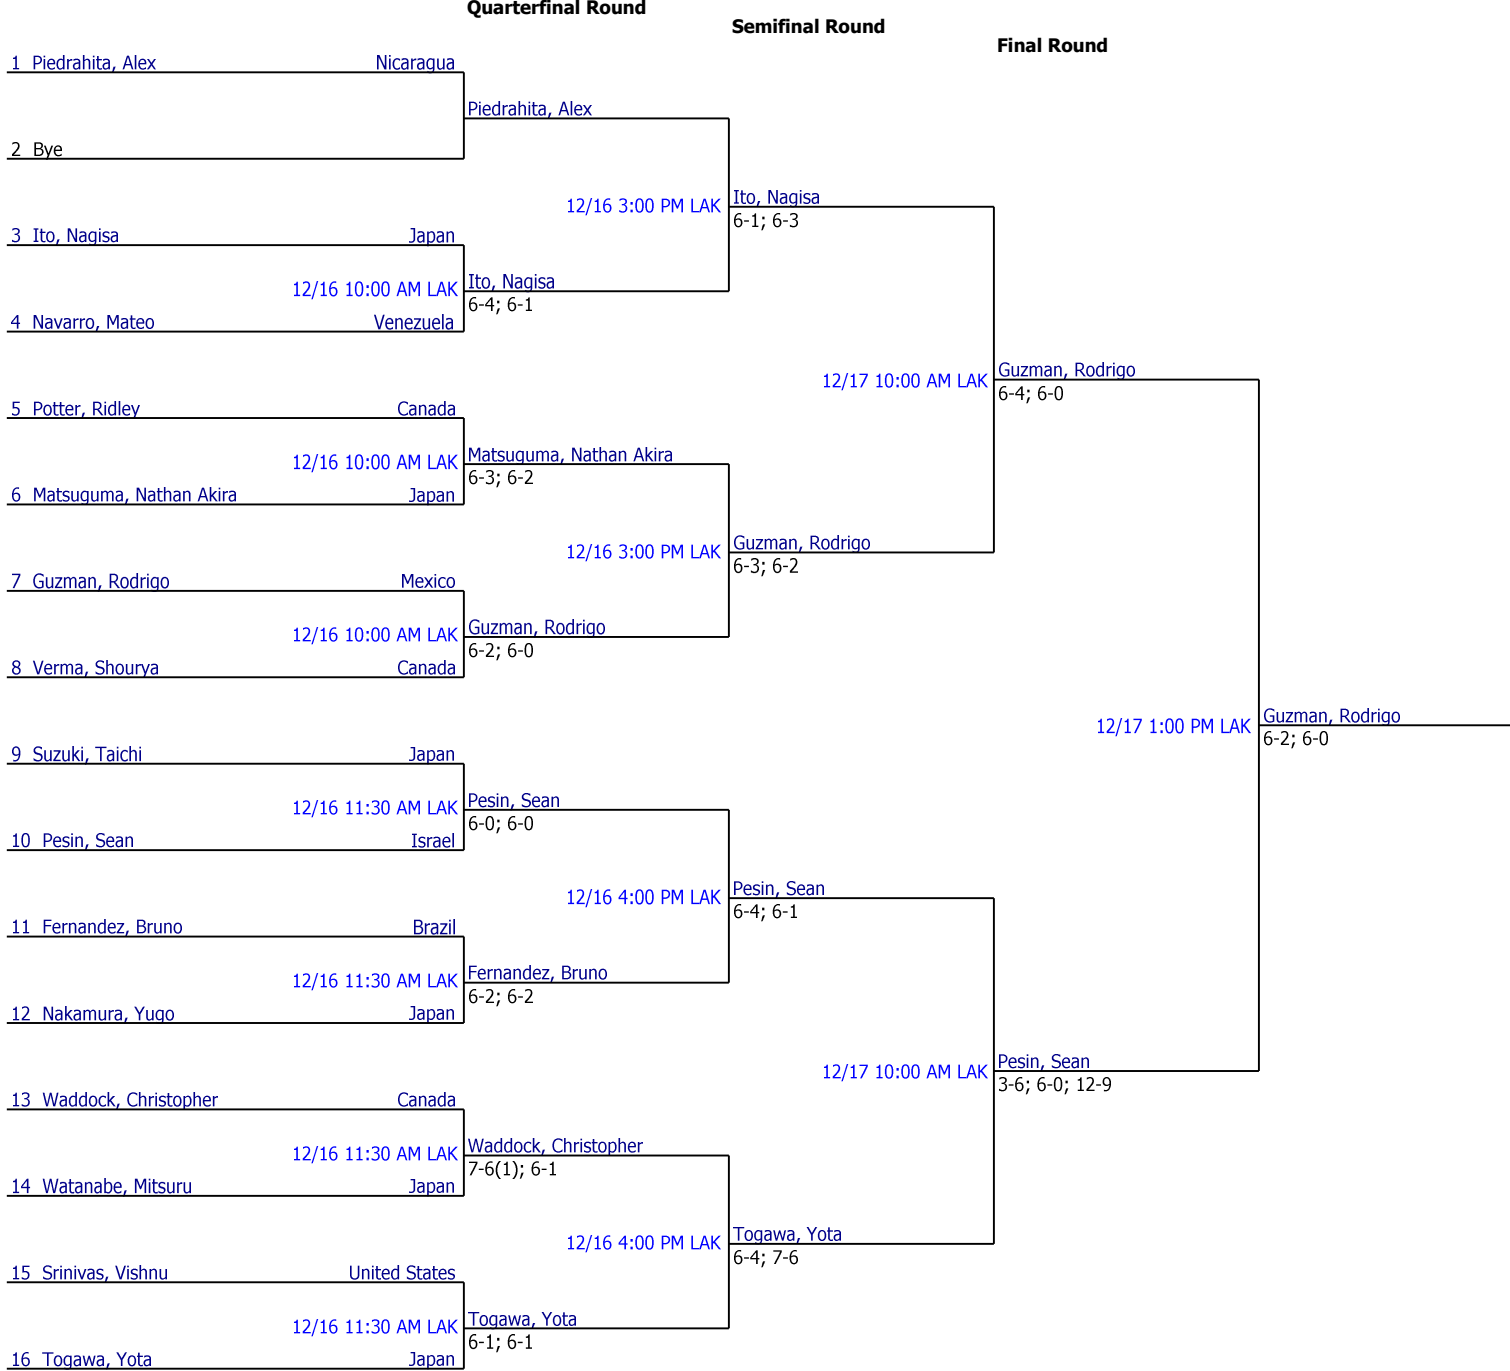 Quarterfinal Round
Semifinal Round
Final Round
1 Piedrahita, Alex Nicaragua
Piedrahita, Alex
2 Bye
12/16 3:00 PM LAK Ito, Nagisa
6-1; 6-3
3 Ito, Nagisa Japan
12/16 10:00 AM LAK Ito, Nagisa
6-4; 6-1
4 Navarro, Mateo Venezuela
12/17 10:00 AM LAK Guzman, Rodrigo
6-4; 6-0
5 Potter, Ridley Canada
12/16 10:00 AM LAK Matsuguma, Nathan Akira
6-3; 6-2
6 Matsuguma, Nathan Akira Japan
12/16 3:00 PM LAK Guzman, Rodrigo
6-3; 6-2
7 Guzman, Rodrigo Mexico
12/16 10:00 AM LAK Guzman, Rodrigo
6-2; 6-0
8 Verma, Shourya Canada
12/17 1:00 PM LAK Guzman, Rodrigo
6-2; 6-0
9 Suzuki, Taichi Japan
12/16 11:30 AM LAK Pesin, Sean
6-0; 6-0
10 Pesin, Sean Israel
12/16 4:00 PM LAK Pesin, Sean
6-4; 6-1
11 Fernandez, Bruno Brazil
12/16 11:30 AM LAK Fernandez, Bruno
6-2; 6-2
12 Nakamura, Yugo Japan
12/17 10:00 AM LAK Pesin, Sean
3-6; 6-0; 12-9
13 Waddock, Christopher Canada
12/16 11:30 AM LAK Waddock, Christopher
7-6(1); 6-1
14 Watanabe, Mitsuru Japan
12/16 4:00 PM LAK Togawa, Yota
6-4; 7-6
15 Srinivas, Vishnu United States
12/16 11:30 AM LAK Togawa, Yota
6-1; 6-1
16 Togawa, Yota Japan